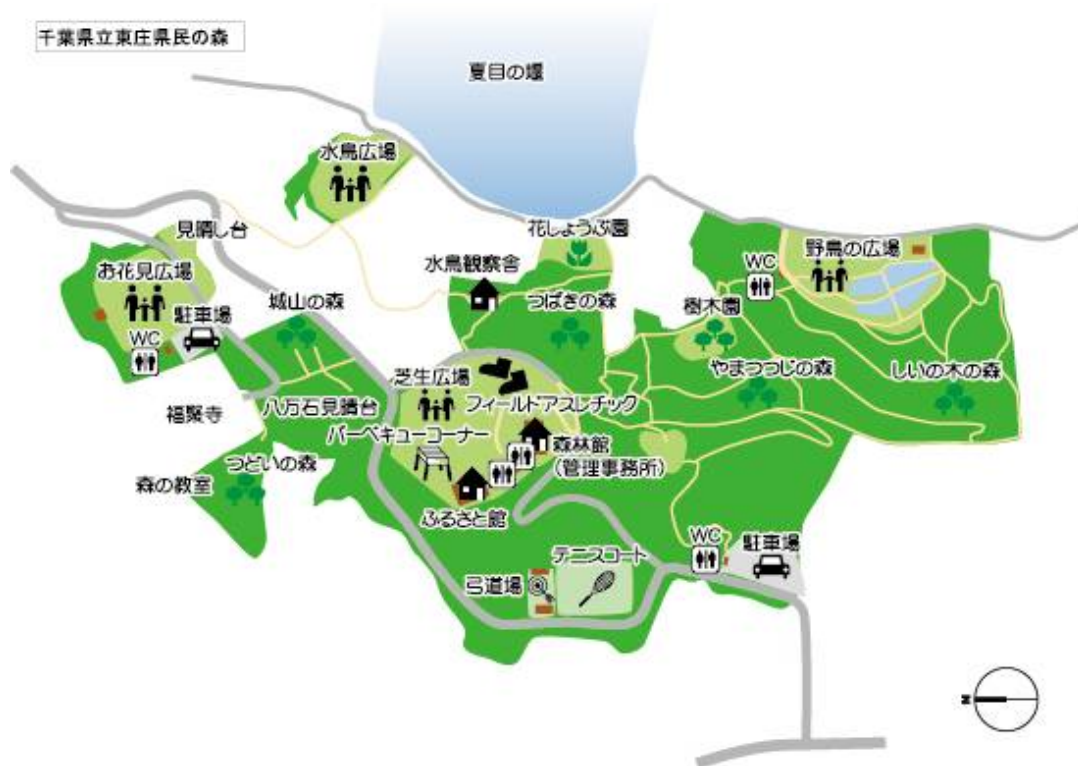 千葉県立東庄県民の森
夏目の堰
水鳥広場
見晴し台
花しょうぶ園
野鳥の広場
お花見広場
水鳥観察舎
WC
駐車場
城山の森
つばきの森
樹木園
WC
芝生広場
やまつつじの森
しいの木の森
フィールドアスレチック
福聚寺
八万石見晴台
バーベキューコーナー
森林館
(管理事務所)
つどいの森
森の教室
ふるさと館
WC
駐車場
テニスコート
弓道場
N